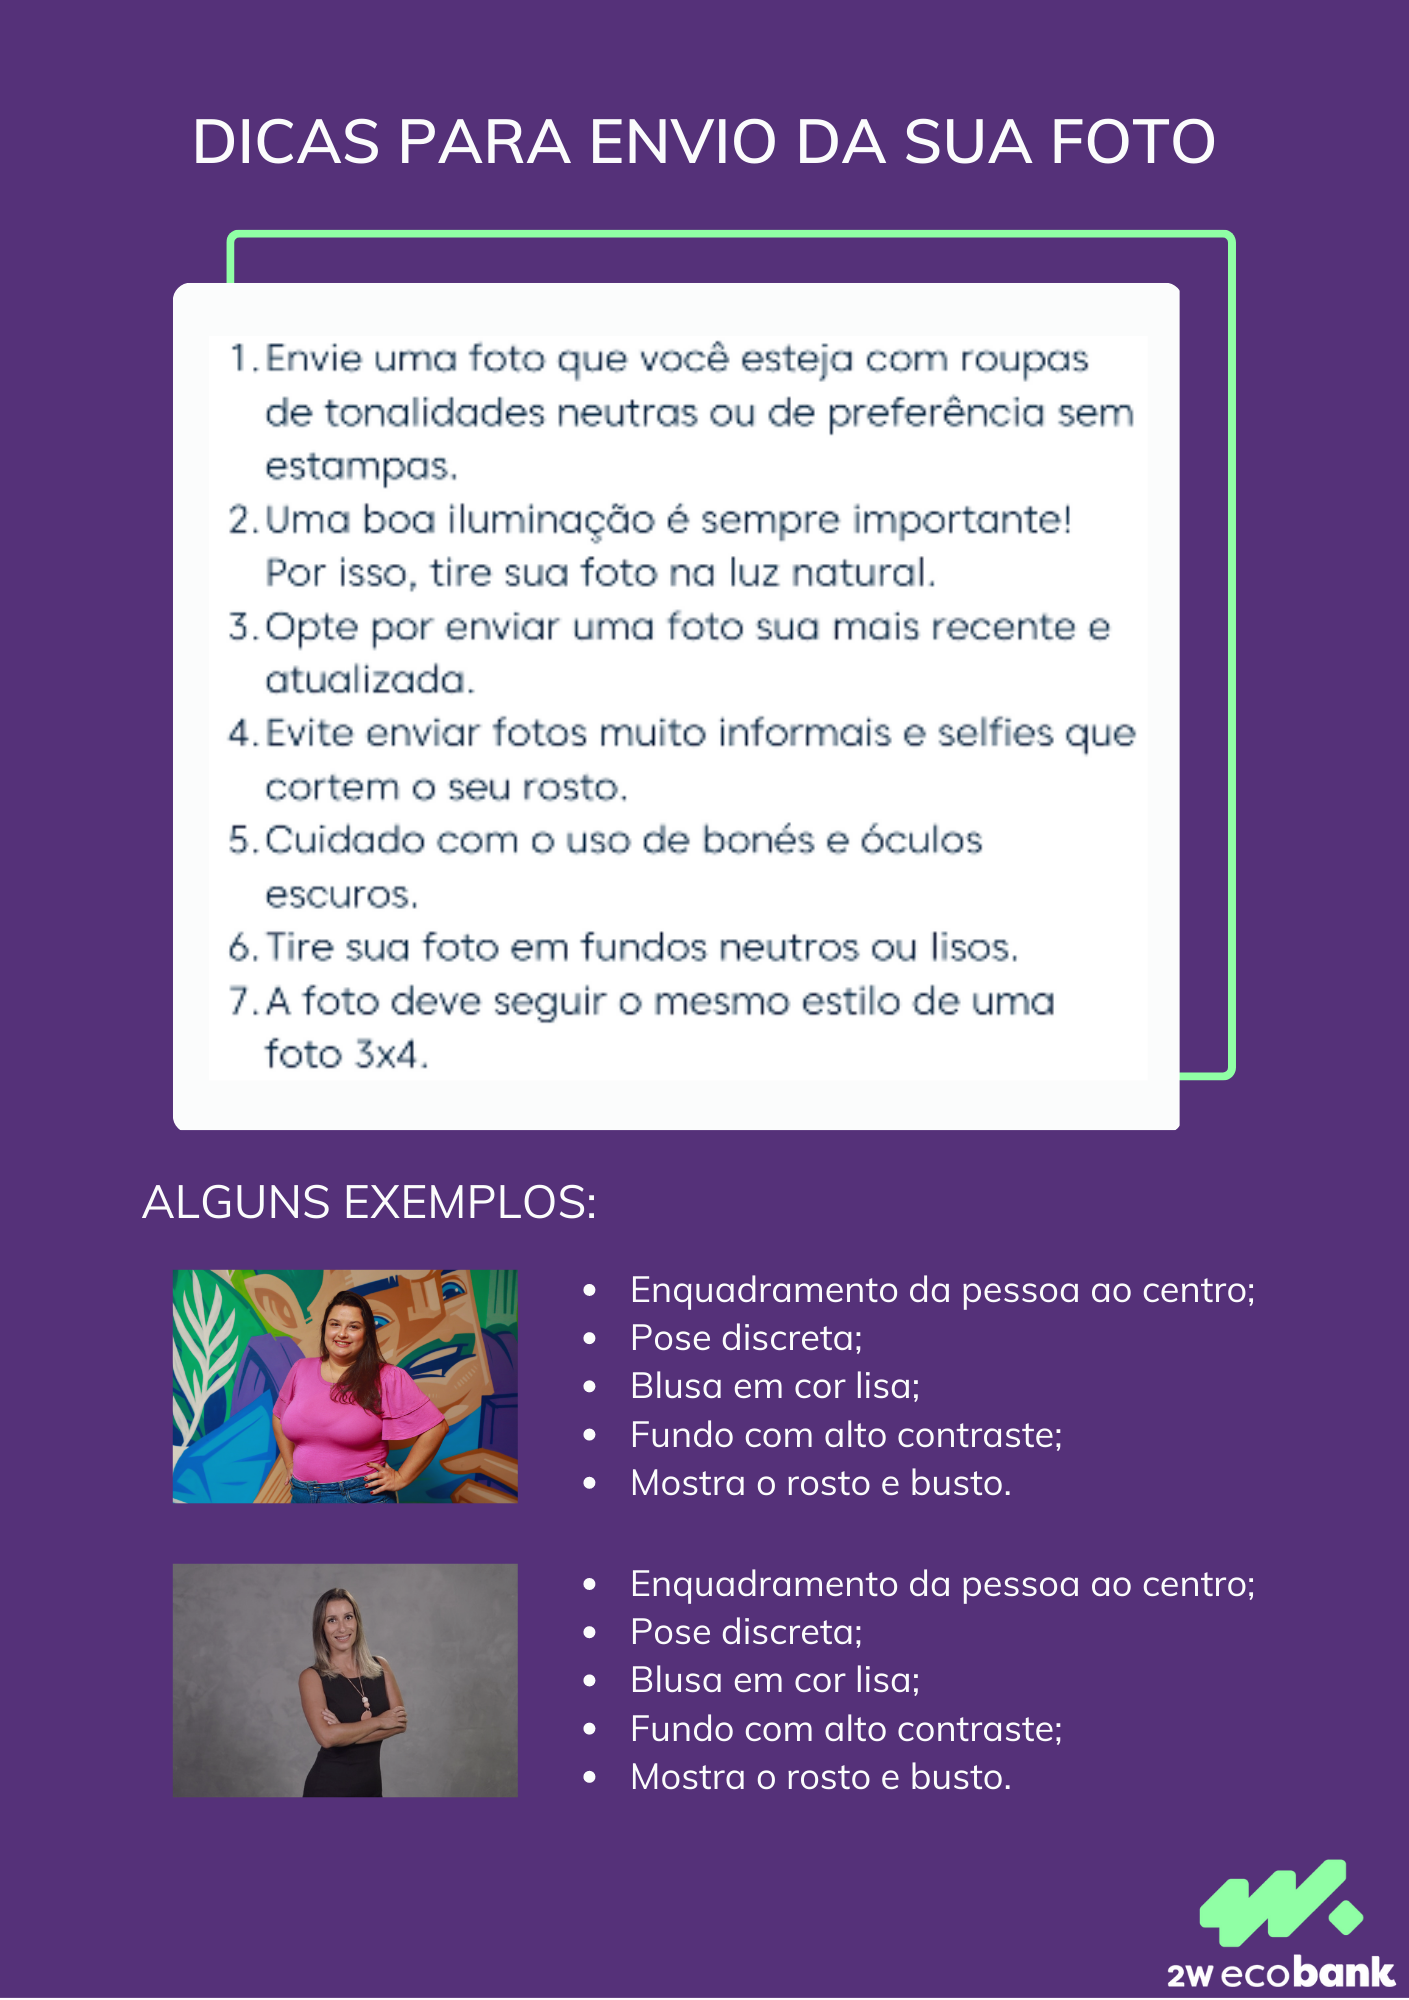 DICAS PARA ENVIO DA SUA FOTO
1. Envie uma foto que você esteja com roupas
de tonalidades neutras ou de preferência sem
estampas.
2. Uma boa iluminação é sempre importante!
Por isso, tire sua foto na luz natural.
3. Opte por enviar uma foto sua mais recente e
atualizada.
4. Evite enviar fotos muito informais e selfies que
cortem o seu rosto.
5. Cuidado com o uso de bonés e óculos
escuros.
6. Tire sua foto em fundos neutros ou lisos.
7. A foto deve seguir o mesmo estilo de uma
foto 3x4.
ALGUNS EXEMPLOS:
• Enquadramento da pessoa ao centro;
• Pose discreta;
• Blusa em cor lisa;
• Fundo com alto contraste;
• Mostra o rosto e busto.
• Enquadramento da pessoa ao centro;
• Pose discreta;
• Blusa em cor lisa;
• Fundo com alto contraste;
• Mostra o rosto e busto.
2W ecobank